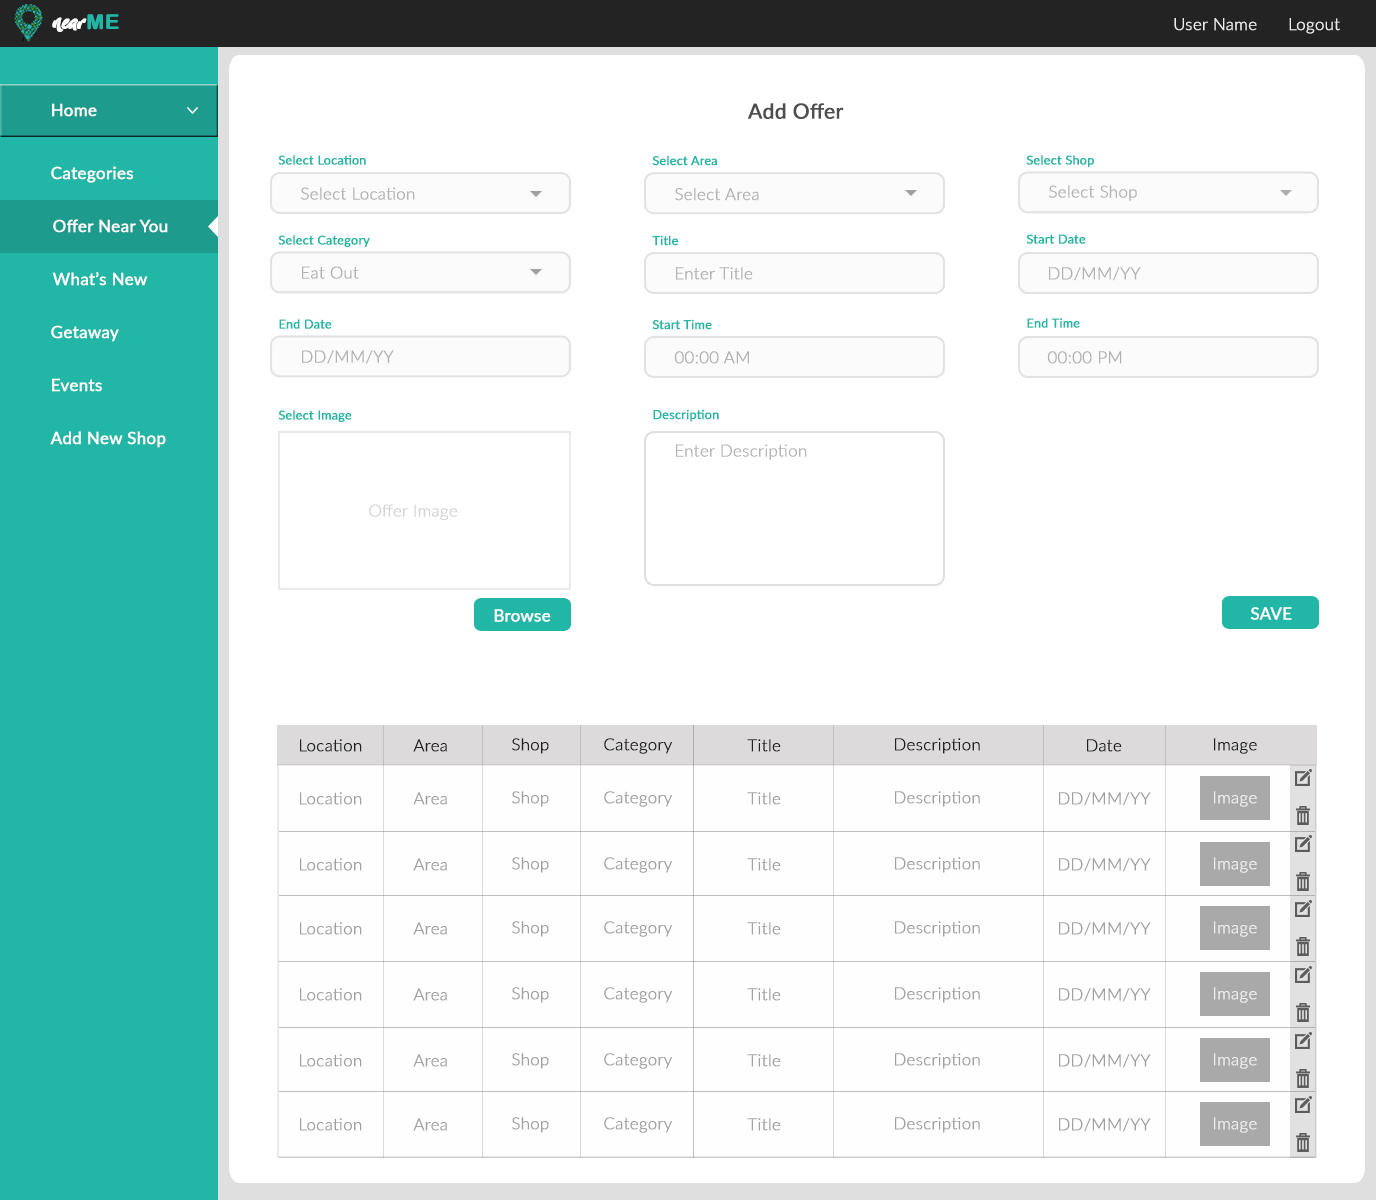 nearME
User Name Logout
Home
Categories
Offer Near You
What's New
Getaway
Events
Add New Shop
Add Offer
Select Location Select Area Select Shop
Select Location Select Area Select Shop
Select Category Title Start Date
Eat Out Enter Title DD/MM/YY
End Date Start Time End Time
DD/MM/YY 00:00 AM 00:00 PM
Select Image Description
Offer Image Enter Description
Browse SAVE
Location Area Shop Category Title Description Date Image
Location Area Shop Category Title Description DD/MM/YY Image
Location Area Shop Category Title Description DD/MM/YY Image
Location Area Shop Category Title Description DD/MM/YY Image
Location Area Shop Category Title Description DD/MM/YY Image
Location Area Shop Category Title Description DD/MM/YY Image
Location Area Shop Category Title Description DD/MM/YY Image